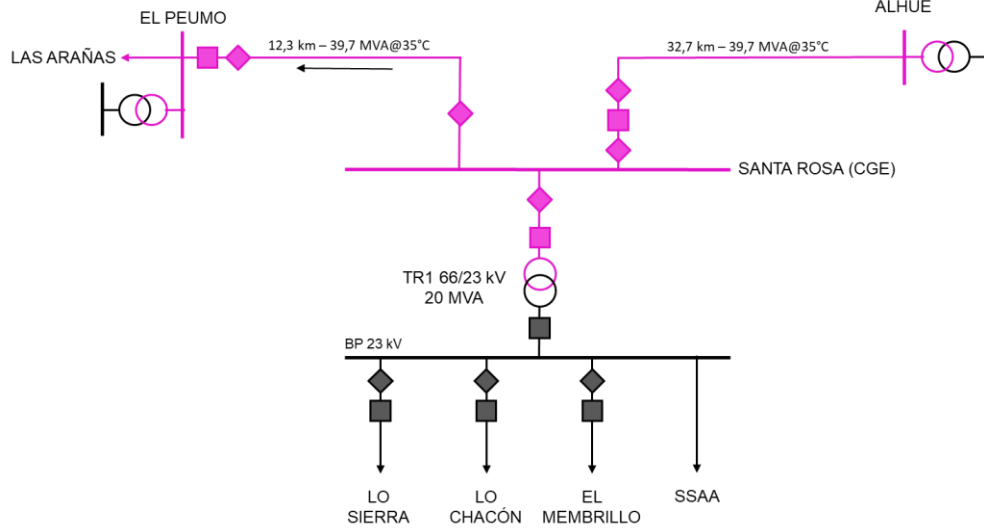 EL PEUMO
ALHUE
LAS ARAÑAS
12,3 km – 39,7 MVA@35°C
32,7 km – 39,7 MVA@35°C
SANTA ROSA (CGE)
TR1 66/23 kV
20 MVA
BP 23 kV
LO
SIERRA
LO
CHACÓN
EL
MEMBRILLO
SSAA